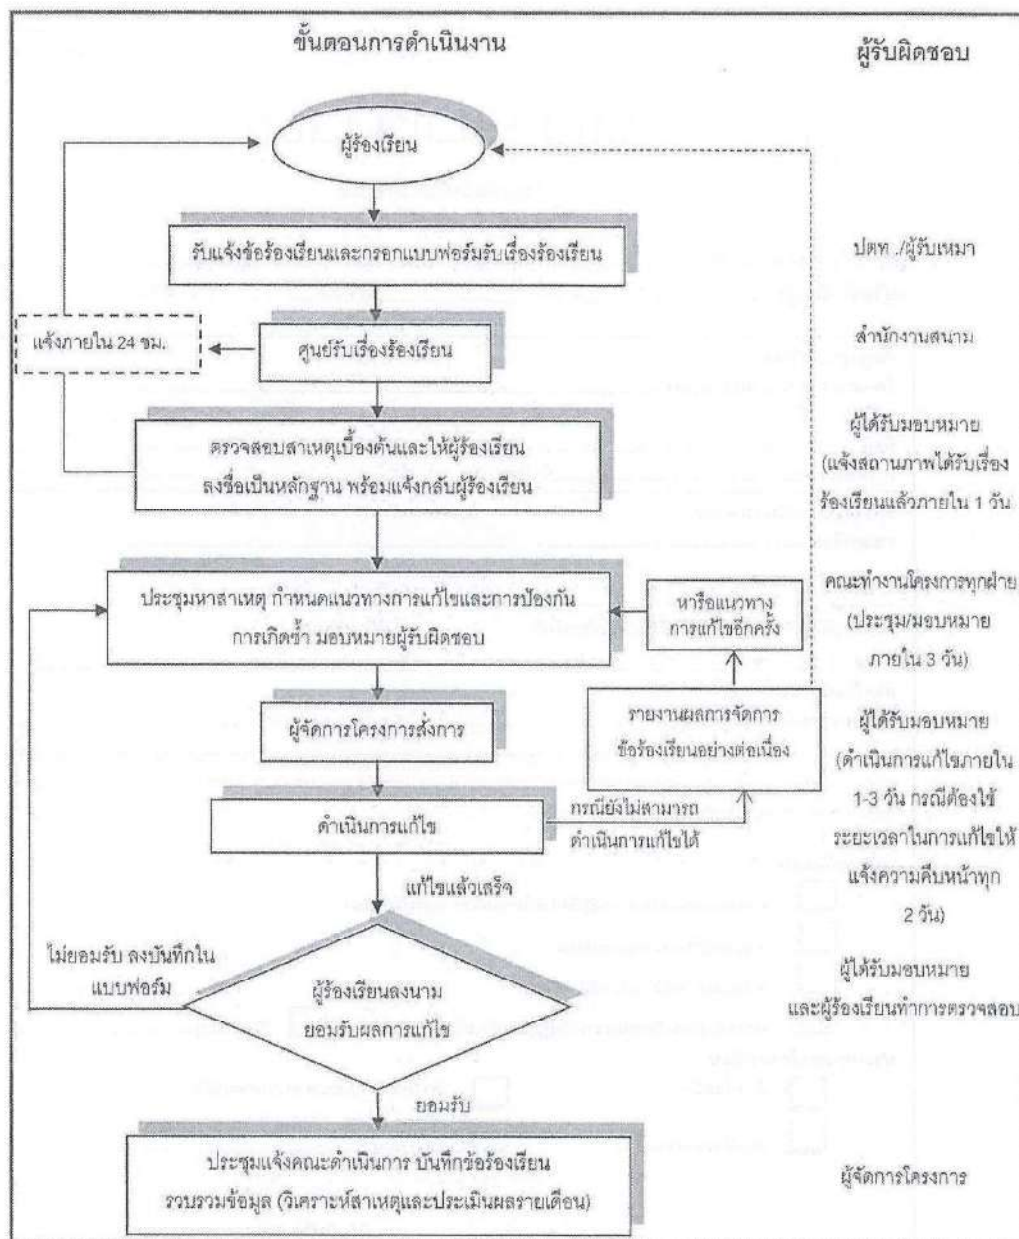 ขั้นตอนการดำเนินงาน
ผู้รับผิดชอบ
ผู้ร้องเรียน
รับแจ้งข้อร้องเรียนและกรอกแบบฟอร์มรับเรื่องร้องเรียน
ปตท ./ผู้รับเหมา
แจ้งภายใน 24 ชม.
ศูนย์รับเรื่องร้องเรียน
สำนักงานสนาม
ตรวจสอบสาเหตุเบื้องต้นและให้ผู้ร้องเรียน
ลงชื่อเป็นหลักฐาน พร้อมแจ้งกลับผู้ร้องเรียน
ผู้ได้รับมอบหมาย
(แจ้งสถานภาพได้รับเรื่อง
ร้องเรียนแล้วภายใน 1 วัน
ประชุมหาสาเหตุ กำหนดแนวทางการแก้ไขและการป้องกัน
การเกิดซ้ำ มอบหมายผู้รับผิดชอบ
หารือแนวทาง
การแก้ไขอีกครั้ง
คณะทำงานโครงการทุกฝ่าย
(ประชุม/มอบหมาย
ภายใน 3 วัน)
ผู้จัดการโครงการสั่งการ
รายงานผลการจัดการ
ข้อร้องเรียนอย่างต่อเนื่อง
ผู้ได้รับมอบหมาย
(ดำเนินการแก้ไขภายใน
1-3 วัน กรณีต้องใช้
ระยะเวลาในการแก้ไขให้
แจ้งความคืบหน้าทุก
2 วัน)
ดำเนินการแก้ไข
กรณียังไม่สามารถ
ดำเนินการแก้ไขได้
แก้ไขแล้วเสร็จ
ไม่ยอมรับ ลงบันทึกใน
แบบฟอร์ม
ผู้ร้องเรียนลงนาม
ยอมรับผลการแก้ไข
ผู้ได้รับมอบหมาย
และผู้ร้องเรียนทำการตรวจสอบ
ยอมรับ
ประชุมแจ้งคณะดำเนินการ บันทึกข้อร้องเรียน
รวบรวมข้อมูล (วิเคราะห์สาเหตุและประเมินผลรายเดือน)
ผู้จัดการโครงการ